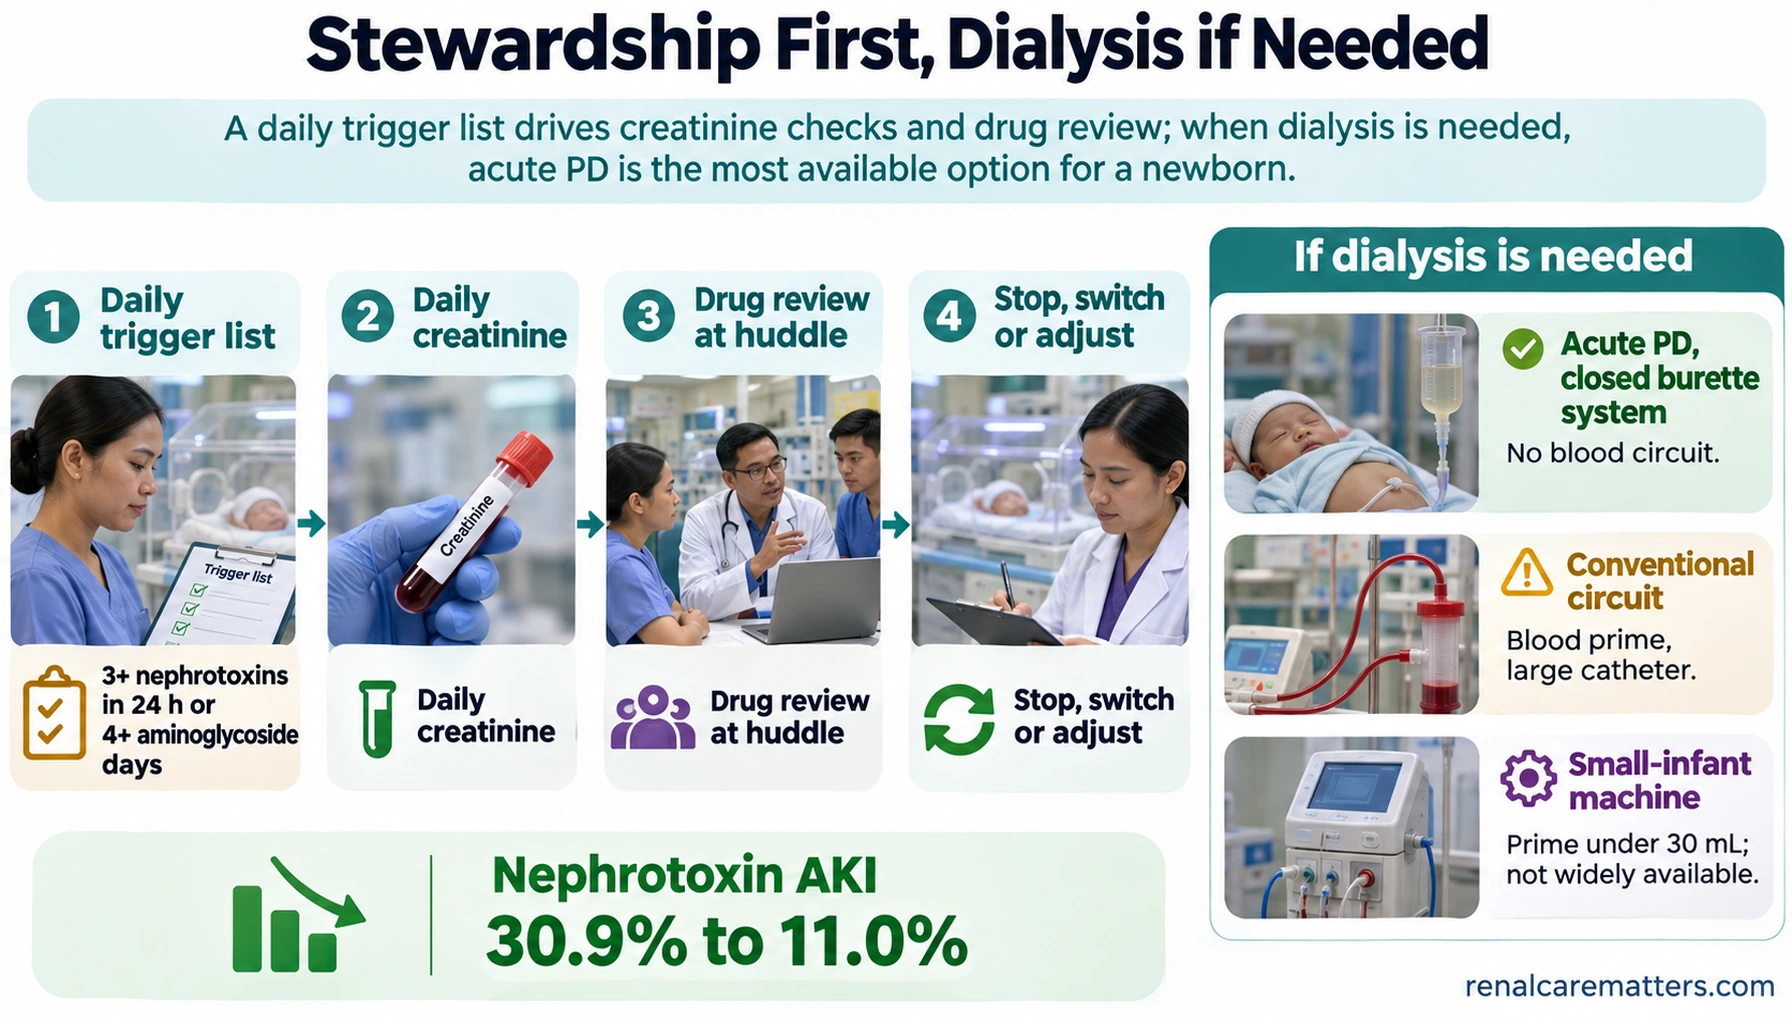 Stewardship First, Dialysis if Needed
A daily trigger list drives creatinine checks and drug review; when dialysis is needed,
acute PD is the most available option for a newborn.
1
Daily
trigger list
Trigger list
3+ nephrotoxins
in 24 h or
4+ aminoglycoside
days
2
Daily
creatinine
Creatinine
Daily
creatinine
3
Drug review
at huddle
Drug review
at huddle
4
Stop, switch
or adjust
Stop, switch
or adjust
Nephrotoxin AKI
30.9% to 11.0%
If dialysis is needed
Acute PD,
closed burette
system
No blood circuit.
Conventional
circuit
Blood prime,
large catheter.
Small-infant
machine
Prime under 30 mL;
not widely available.
renalcarematters.com